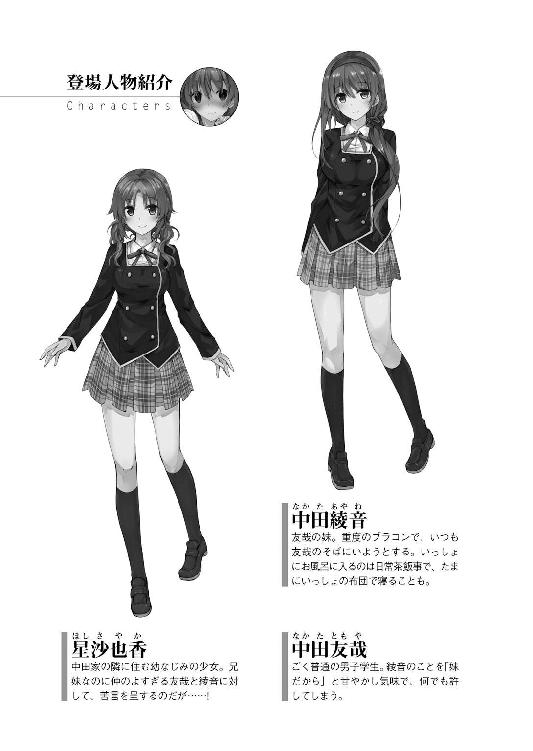 登場人物紹介
Characters
なかたあやね
中田綾音
友哉の妹。重度のブラコンで、いつも
友哉のそばにいようとする。いっしょ
にお風呂に入るのは日常茶飯事で、たま
にいっしょの布団で寝ることも。
ほしさやか
星沙也香
中田家の隣に住む幼なじみの少女。兄
妹なのに仲のよすぎる友哉と綾音に対
して、苦言を呈するのだが……!
なかたともや
中田友哉
ごく普通の男子学生。綾音のことを「妹
だから」と甘やかし気味で、何でも許
してしまう。